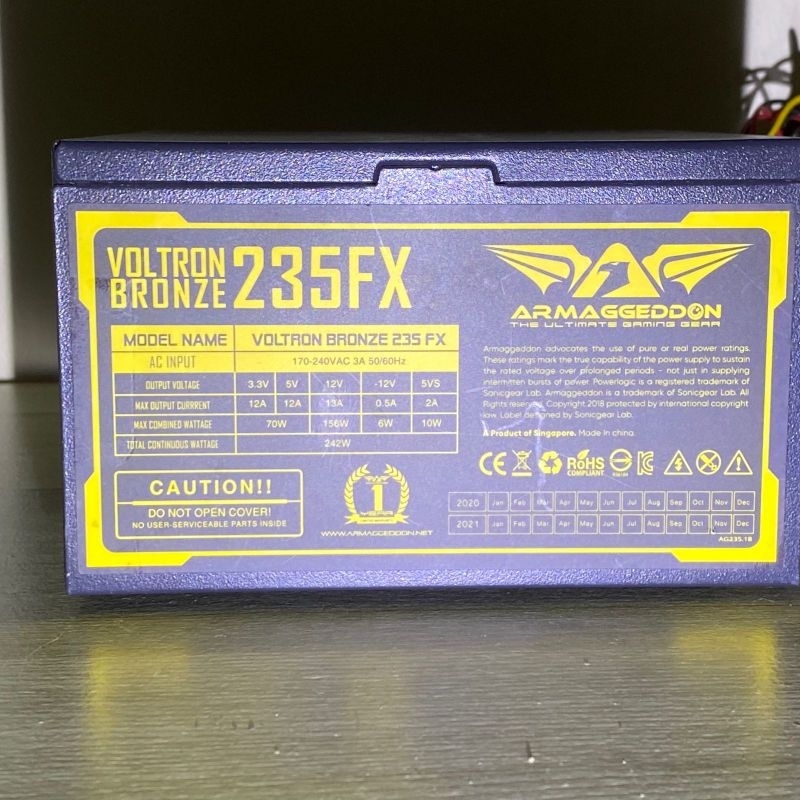 VOLTRON
BRONZE
235FX
ARMAGGEDDON
THE ULTIMATE GAMING GEAR
MODEL NAME VOLTRON BRONZE 235 FX
AC INPUT 170-240VAC 3A 50/60Hz
OUTPUT VOLTAGE 3.3V 5V 12V -12V 5VS
MAX OUTPUT CURRRENT 12A 12A 13A 0.5A 2A
MAX COMBINED WATTAGE 70W 156W 6W 10W
TOTAL CONTINUOUS WATTAGE 242W
Armaggeddon advocates the use of pure or real power ratings.
These ratings mark the true capability of the power supply to sustain
the rated voltage over prolonged periods - not just in supplying
intermitten bursts of power. Powerlogic is a registered trademark of
Sonicgear Lab. Armaggeddon is a trademark of Sonicgear Lab. All
Rights reserved. Copyright 2018 protected by international copyright
law. Label designed by Sonicgear Lab.
A Product of Singapore. Made in china.
CAUTION!!
DO NOT OPEN COVER!
NO USER-SERVICEABLE PARTS INSIDE
1
YEAR
WWW.ARMAGGEDDON.NET
CE RoHS
COMPLIANT
2020 Jan Feb Mar Apr May Jun Jul Aug Sep Oct Nov Dec
2021 Jan Feb Mar Apr May Jun Jul Aug Sep Oct Nov Dec
AG235.18